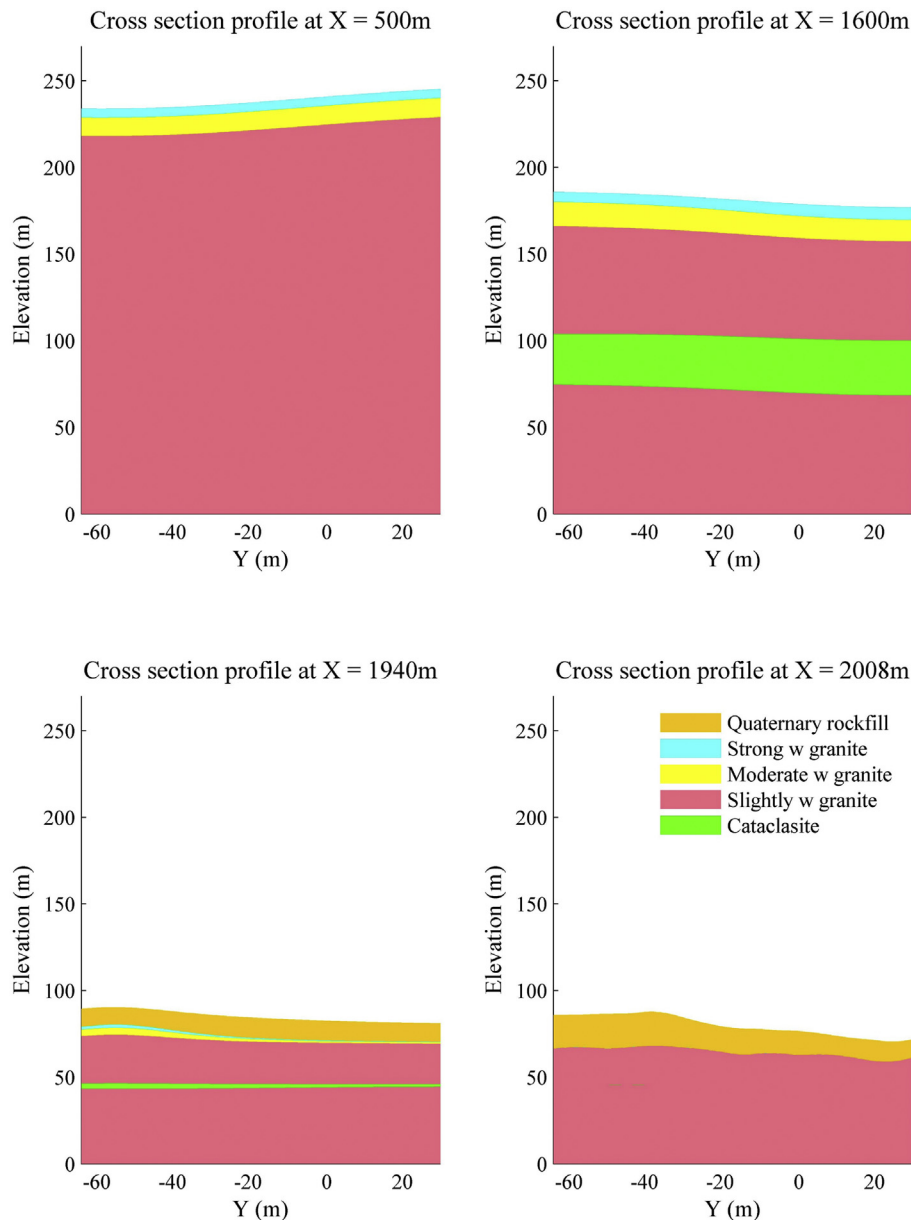 Cross section profile at X = 500m
250
200
150
100
50
0
Elevation (m)
-60 -40 -20 0 20
Y (m)
Cross section profile at X = 1600m
250
200
150
100
50
0
Elevation (m)
-60 -40 -20 0 20
Y (m)
Cross section profile at X = 1940m
250
200
150
100
50
0
Elevation (m)
-60 -40 -20 0 20
Y (m)
Cross section profile at X = 2008m
250
200
150
100
50
0
Elevation (m)
Quaternary rockfill
Strong w granite
Moderate w granite
Slightly w granite
Cataclasite
-60 -40 -20 0 20
Y (m)